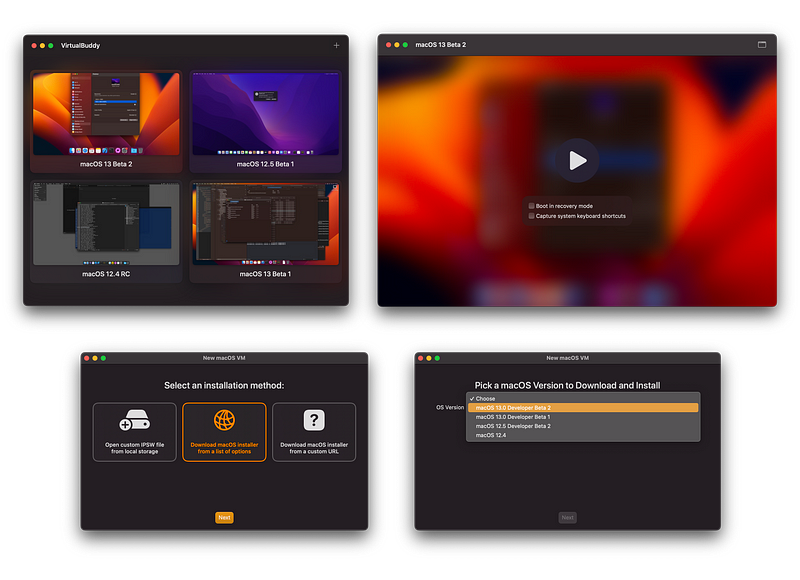 VirtualBuddy
macOS 13 Beta 2
macOS 12.5 Beta 1
macOS 12.4 RC
macOS 13 Beta 1
macOS 13 Beta 2
Boot in recovery mode
Capture system keyboard shortcuts
New macOS VM
Select an installation method:
Open custom IPSW file
from local storage
Download macOS installer
from a list of options
?
Download macOS installer
from a custom URL
Next
New macOS VM
Pick a macOS Version to Download and Install
OS Version
✓ Choose
macOS 13.0 Developer Beta 2
macOS 13.0 Developer Beta 1
macOS 12.5 Developer Beta 2
macOS 12.4
Next